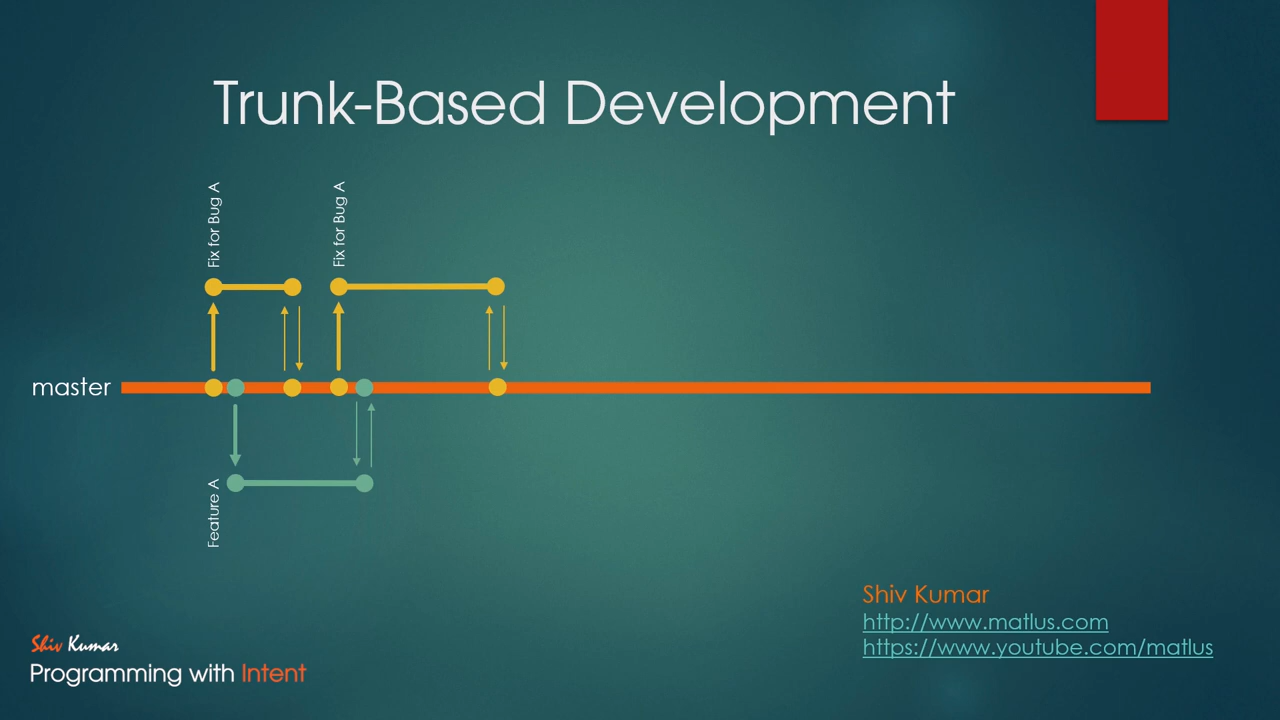 Trunk-Based Development
Fix for Bug A
Fix for Bug A
master
Feature A
Shiv Kumar
http://www.matlus.com
https://www.youtube.com/matlus
Shiv Kumar
Programming with Intent